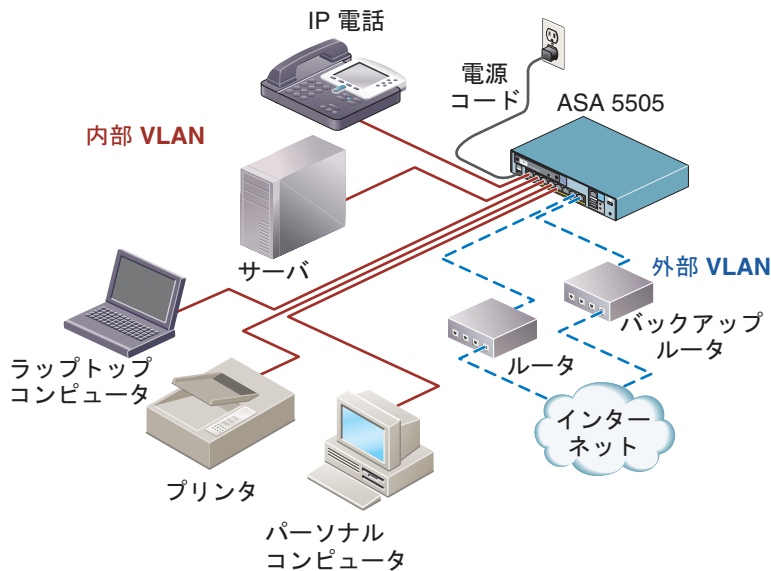 IP 電話
電源
コード
ASA 5505
内部 VLAN
サーバ
外部 VLAN
ラップトップ
コンピュータ
ルータ
バックアップ
ルータ
インター
ネット
プリンタ
パーソナル
コンピュータ